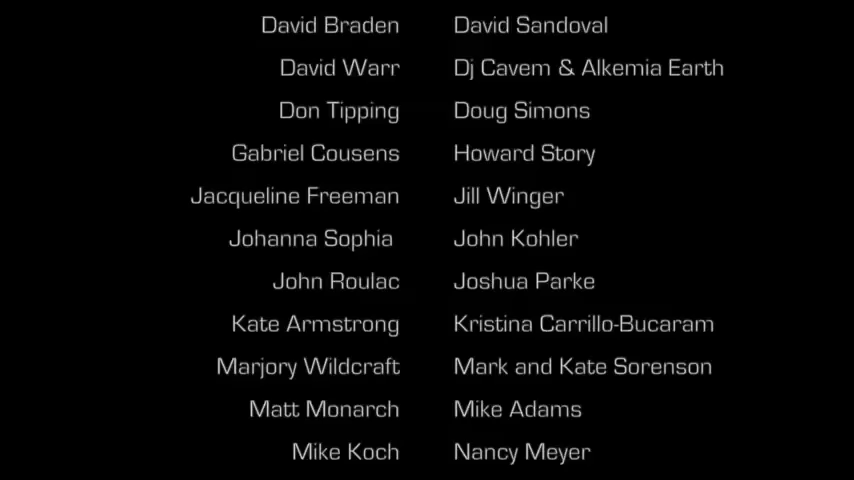 David Braden David Sandoval
David Warr Dj Cavem & Alkemia Earth
Don Tipping Doug Simons
Gabriel Cousens Howard Story
Jacqueline Freeman Jill Winger
Johanna Sophia John Kohler
John Roulac Joshua Parke
Kate Armstrong Kristina Carrillo-Bucaram
Marjory Wildcraft Mark and Kate Sorenson
Matt Monarch Mike Adams
Mike Koch Nancy Meyer